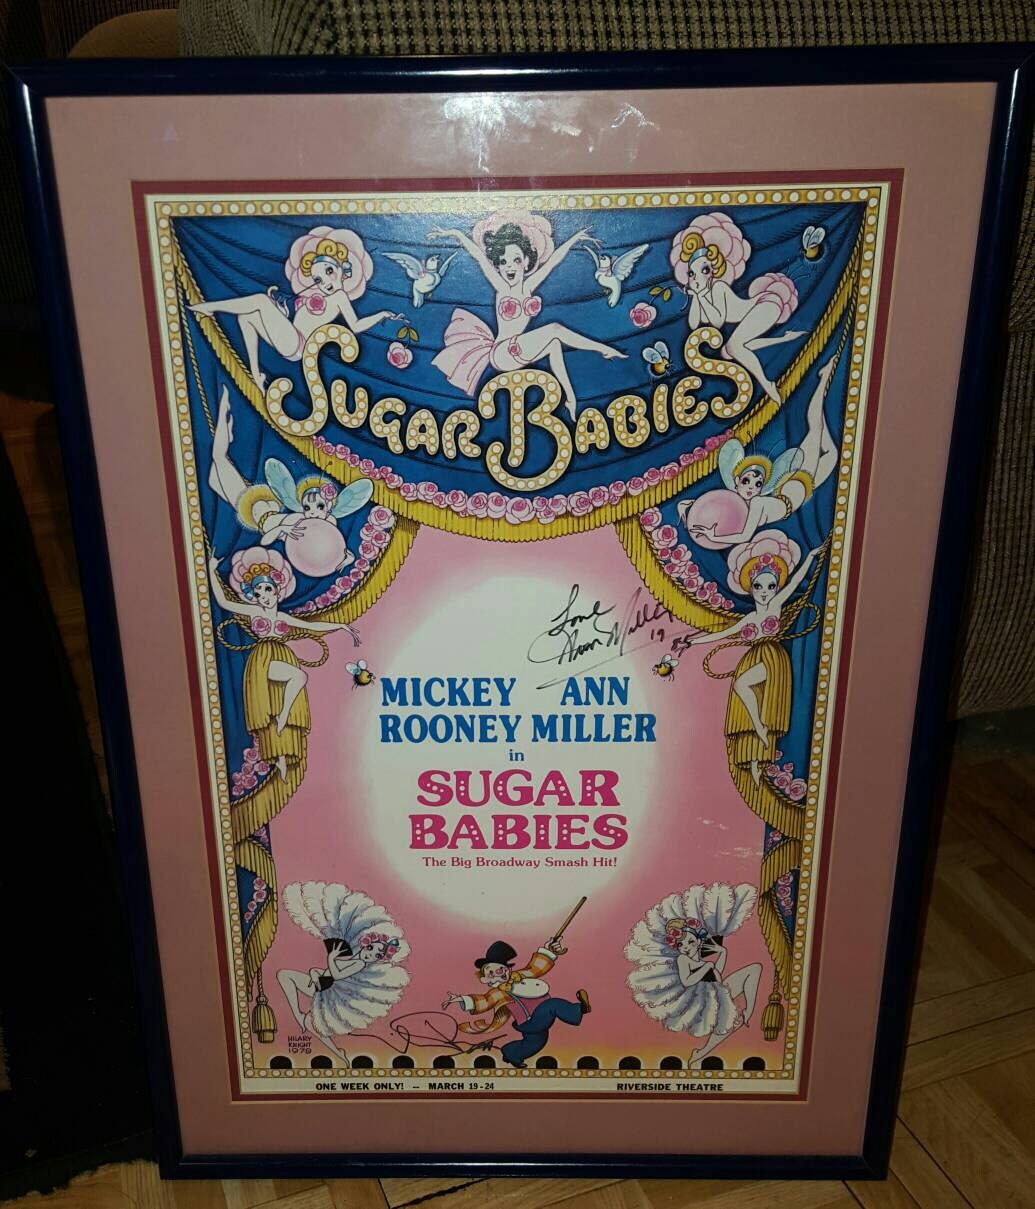 SUGAR BABIES
Love
Ann Miller
1985
MICKEY ANN
ROONEY MILLER
in
SUGAR
BABIES
The Big Broadway Smash Hit!
HILARY
KNIGHT
1979
ONE WEEK ONLY! -- MARCH 19-24 RIVERSIDE THEATRE